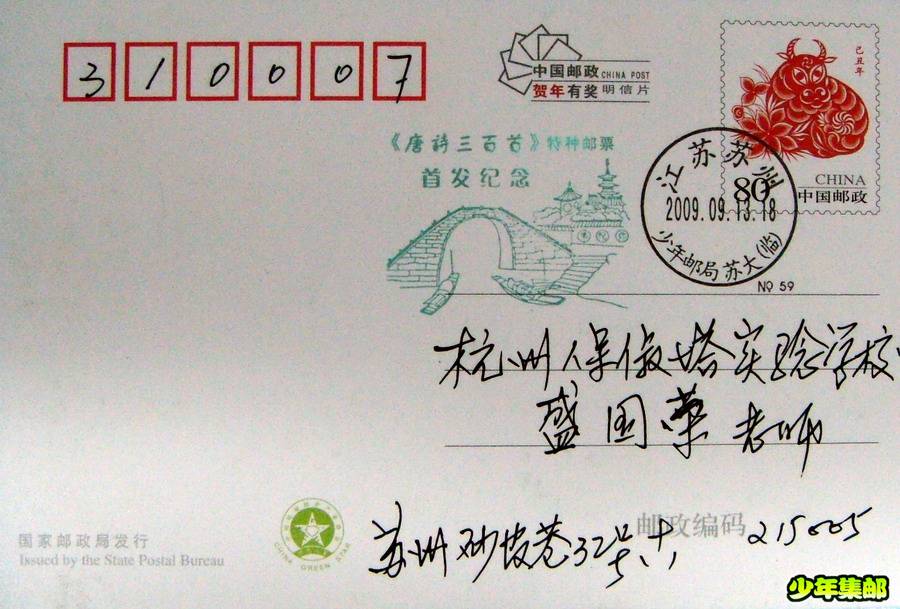 310007
中国邮政 CHINA POST
贺年有奖 明信片
己丑年
《唐诗三百首》特种邮票
首发纪念
江苏苏州
80
CHINA
中国邮政
2009.09.13.18
少年邮局 苏大(临)
№ 59
杭州保俶塔实验学校
盛国荣 老师
苏州砂皮巷32号
邮政编码 215005
国家邮政局发行
Issued by the State Postal Bureau
CHINA GREEN STAR
少年集邮